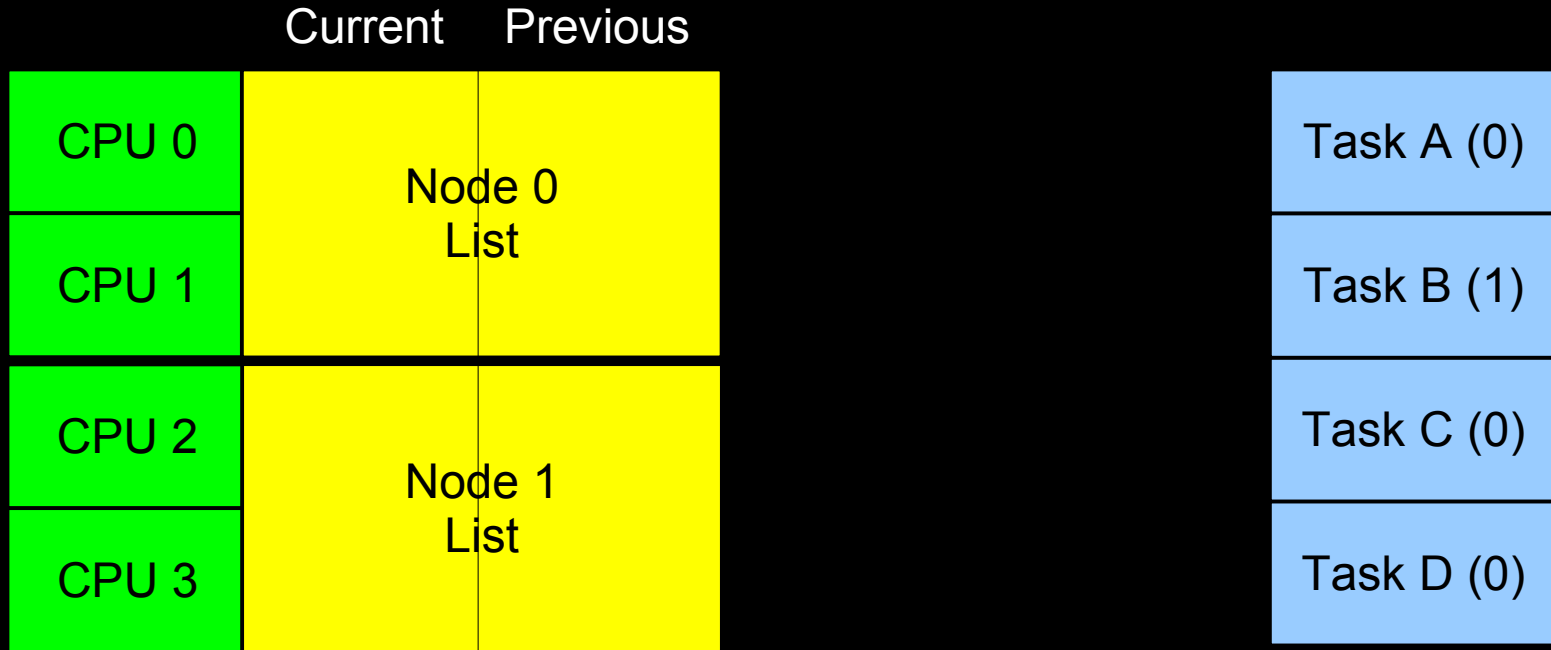 Current Previous
CPU 0
CPU 1
CPU 2
CPU 3
Node 0
List
Node 1
List
Task A (0)
Task B (1)
Task C (0)
Task D (0)